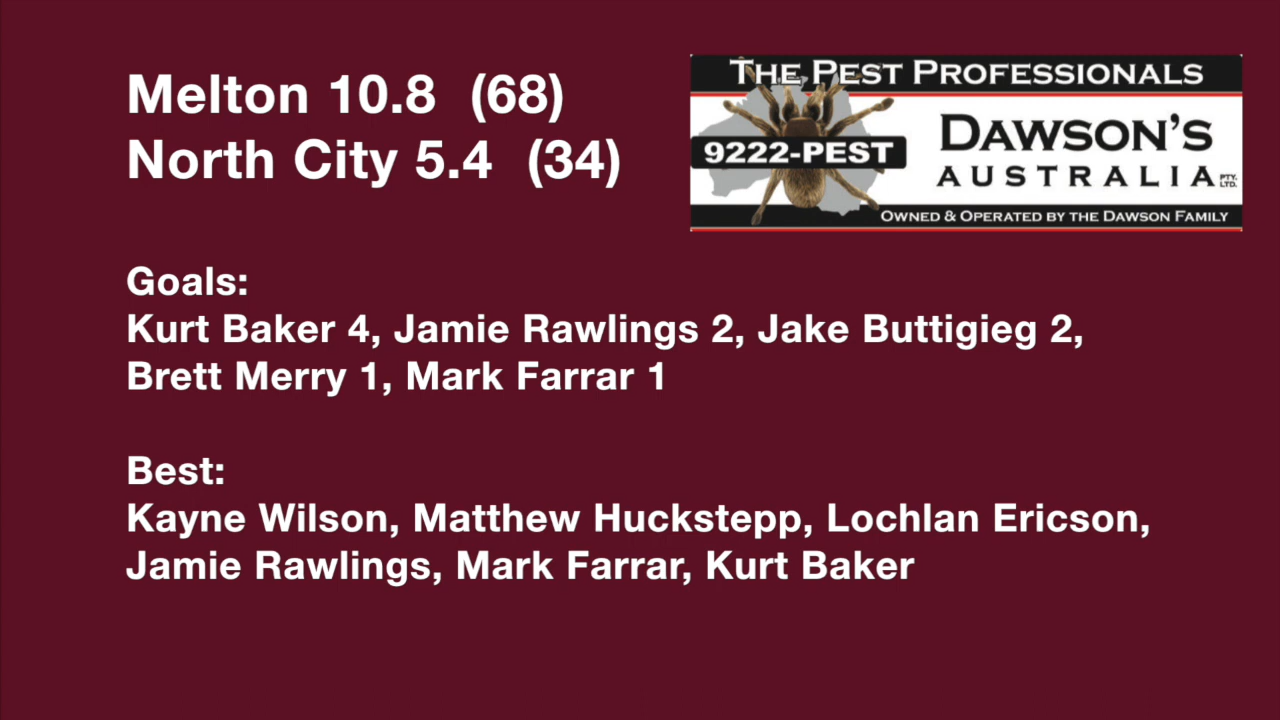 Melton 10.8 (68)
North City 5.4 (34)
THE PEST PROFESSIONALS
9222-PEST
DAWSON'S
AUSTRALIA PTY. LTD.
OWNED & OPERATED BY THE DAWSON FAMILY
Goals:
Kurt Baker 4, Jamie Rawlings 2, Jake Buttigieg 2,
Brett Merry 1, Mark Farrar 1
Best:
Kayne Wilson, Matthew Huckstepp, Lochlan Ericson,
Jamie Rawlings, Mark Farrar, Kurt Baker